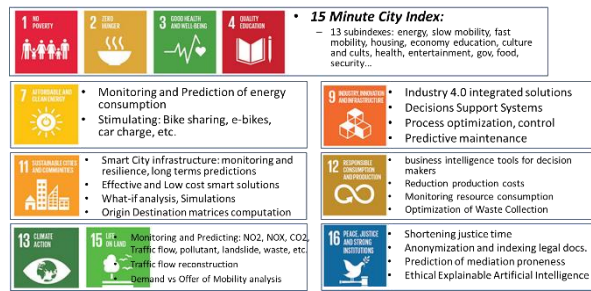 1 NO POVERTY
2 ZERO HUNGER
3 GOOD HEALTH AND WELL-BEING
4 QUALITY EDUCATION
• 15 Minute City Index:
– 13 subindexes: energy, slow mobility, fast
mobility, housing, economy education, culture
and cults, health, entertainment, gov, food,
security...
7 AFFORDABLE AND CLEAN ENERGY
• Monitoring and Prediction of energy
consumption
• Stimulating: Bike sharing, e-bikes,
car charge, etc.
9 INDUSTRY, INNOVATION AND INFRASTRUCTURE
• Industry 4.0 integrated solutions
• Decisions Support Systems
• Process optimization, control
• Predictive maintenance
11 SUSTAINABLE CITIES AND COMMUNITIES
• Smart City infrastructure: monitoring and
resilience, long terms predictions
• Effective and Low cost smart solutions
• What-if analysis, Simulations
• Origin Destination matrices computation
12 RESPONSIBLE CONSUMPTION AND PRODUCTION
• business intelligence tools for decision
makers
• Reduction production costs
• Monitoring resource consumption
• Optimization of Waste Collection
13 CLIMATE ACTION
15 LIFE ON LAND
• Monitoring and Predicting: NO2, NOX, CO2,
Traffic flow, pollutant, landslide, waste, etc.
• Traffic flow reconstruction
• Demand vs Offer of Mobility analysis
16 PEACE, JUSTICE AND STRONG INSTITUTIONS
• Shortening justice time
• Anonymization and indexing legal docs.
• Prediction of mediation proneness
• Ethical Explainable Artificial Intelligence